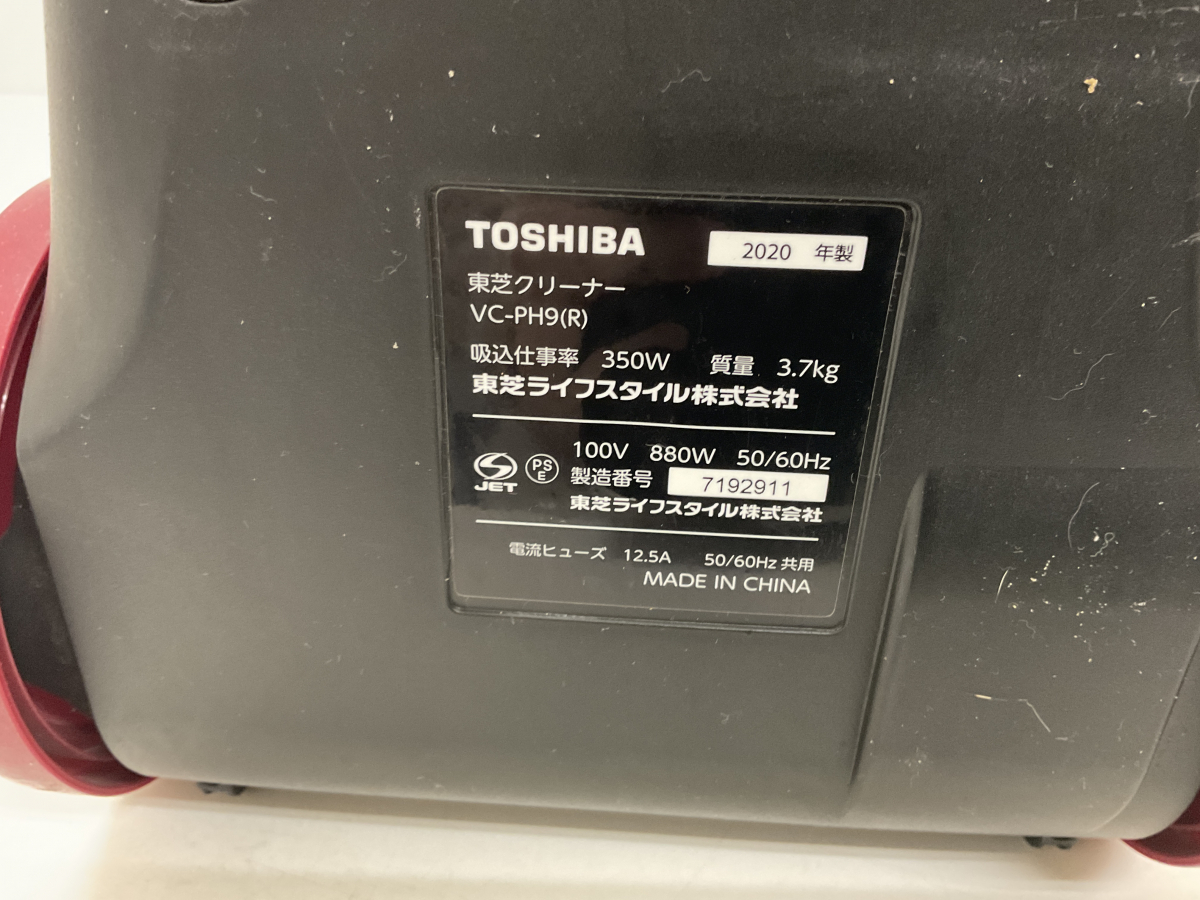 TOSHIBA
2020 年製
東芝クリーナー
VC-PH9(R)
吸込仕事率 350W 質量 3.7kg
東芝ライフスタイル株式会社
100V 880W 50/60Hz
JET PSE 製造番号 7192911
東芝ライフスタイル株式会社
電流ヒューズ 12.5A 50/60Hz 共用
MADE IN CHINA